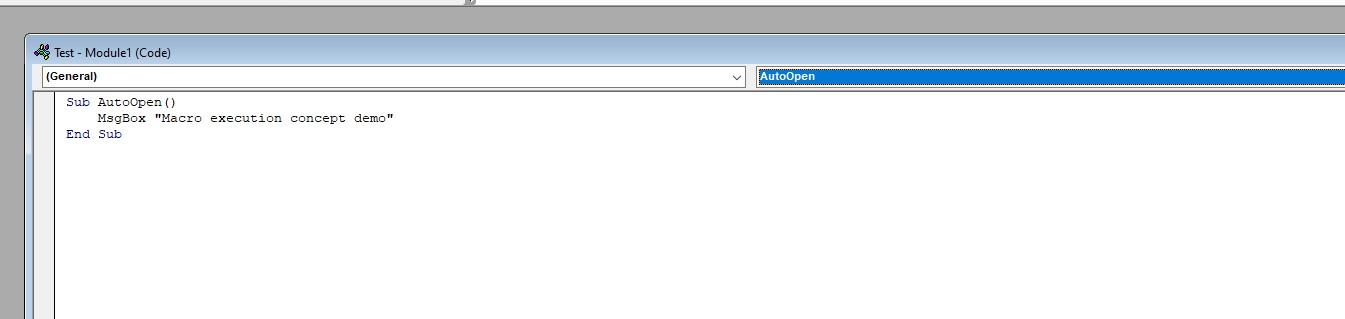 Test - Module1 (Code)
(General) AutoOpen
Sub AutoOpen()
    MsgBox "Macro execution concept demo"
End Sub